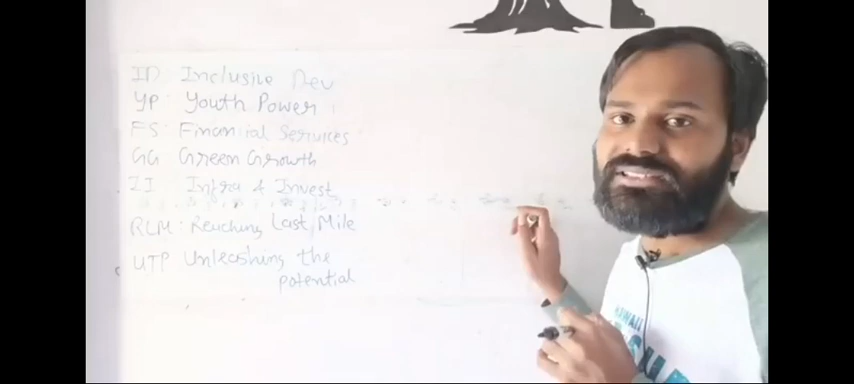 ID : Inclusive Dev
YP : Youth Power
FS : Financial Services
GG Green Growth
II : Infra & Invest
RLM : Reaching Last Mile
UTP Unleashing the
potential
HAWAII